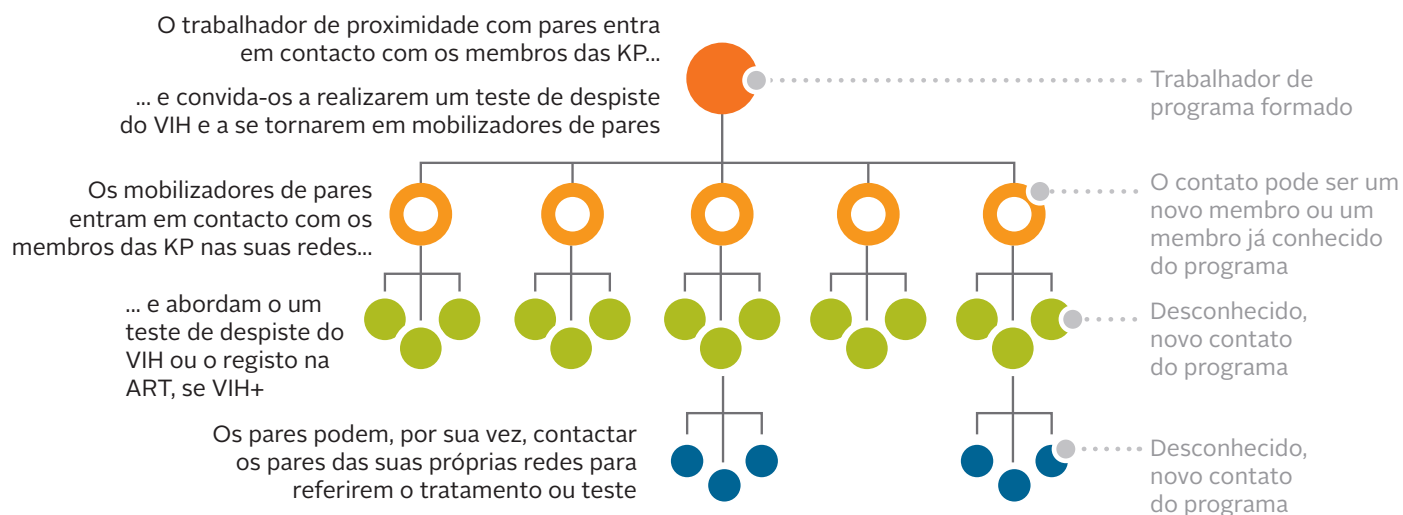 O trabalhador de proximidade com pares entra
em contacto com os membros das KP...
... e convida-os a realizarem um teste de despiste
do VIH e a se tornarem em mobilizadores de pares
Trabalhador de
programa formado
Os mobilizadores de pares
entram em contacto com os
membros das KP nas suas redes...
O contato pode ser um
novo membro ou um
membro já conhecido
do programa
... e abordam o um
teste de despiste do
VIH ou o registo na
ART, se VIH+
Desconhecido,
novo contato
do programa
Os pares podem, por sua vez, contactar
os pares das suas próprias redes para
referirem o tratamento ou teste
Desconhecido,
novo contato
do programa